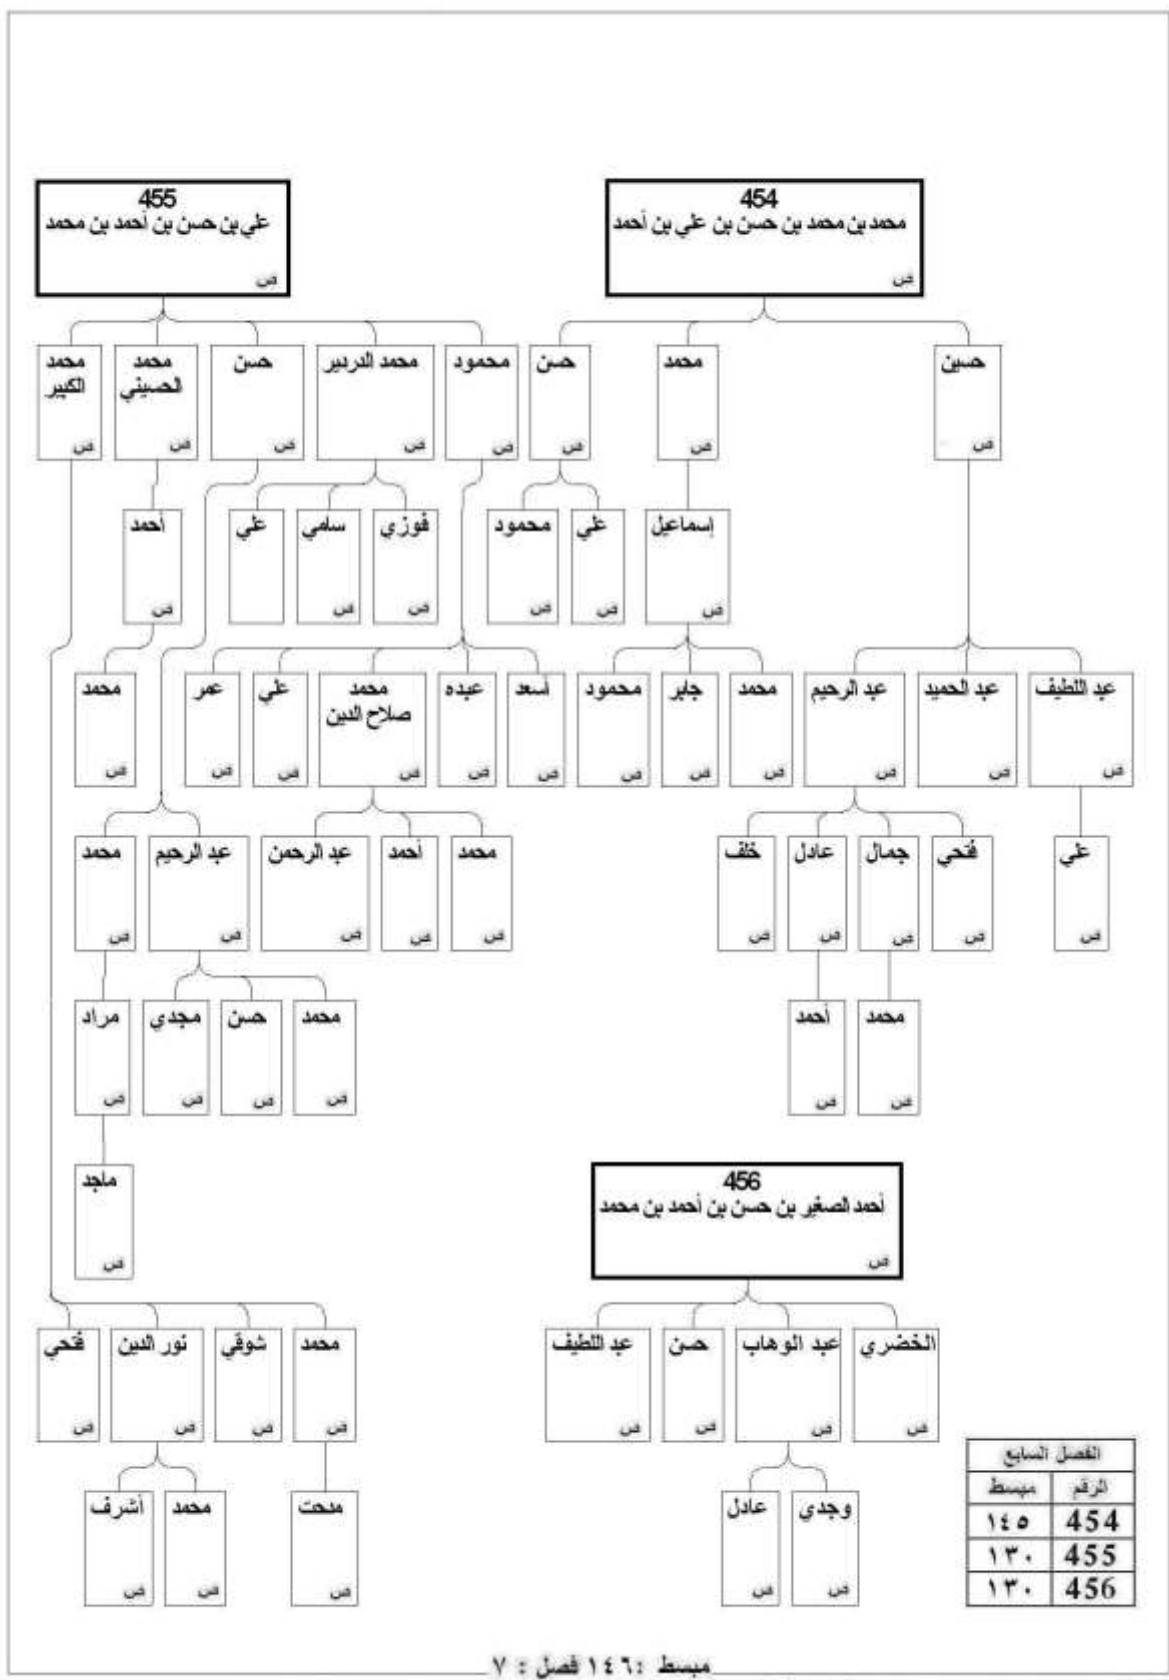 454
محمد بن محمد بن حسن بن علي بن أحمد
ص
455
علي بن حسن بن أحمد بن محمد
ص
حسين
ص
محمد
ص
حسن
ص
محمود
ص
محمد الدردير
ص
حسن
ص
محمد
الحسيني
ص
محمد
الكبير
ص
إسماعيل
ص
علي
ص
محمود
ص
فوزي
ص
سامي
ص
علي
أحمد
ص
عبد اللطيف
ص
عبد الحميد
ص
عبد الرحيم
ص
محمد
ص
جابر
ص
محمود
ص
أسعد
ص
عبده
ص
محمد
صلاح الدين
ص
علي
ص
عمر
ص
محمد
ص
علي
ص
فتحي
ص
جمال
ص
عادل
ص
خلف
ص
محمد
ص
أحمد
ص
عبد الرحمن
ص
عبد الرحيم
ص
محمد
ص
محمد
ص
أحمد
ص
محمد
ص
حسن
ص
مجدي
ص
مراد
ص
ماجد
ص
456
أحمد الصغير بن حسن بن أحمد بن محمد
ص
الخضري
ص
عبد الوهاب
ص
حسن
ص
عبد اللطيف
ص
محمد
ص
شوقي
ص
نور الدين
ص
فتحي
ص
وجدي
ص
عادل
ص
مدحت
ص
محمد
ص
أشرف
ص
الفصل السابع
الرقم مبسط
454 ١٤٥
455 ١٣٠
456 ١٣٠
مبسط : ١٤٦ فصل : ٧